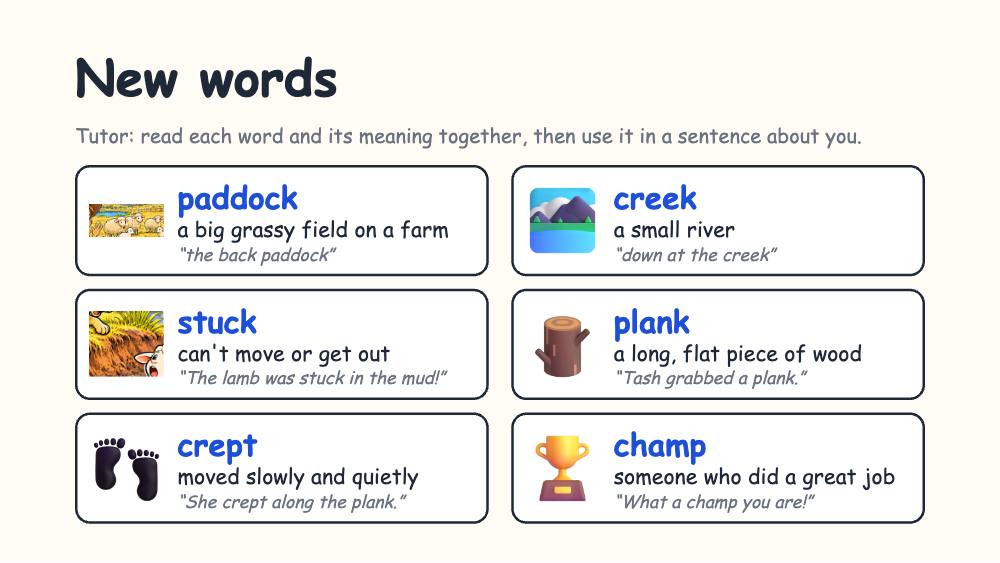 New words
Tutor: read each word and its meaning together, then use it in a sentence about you.
paddock
a big grassy field on a farm
“the back paddock”
creek
a small river
“down at the creek”
stuck
can't move or get out
“The lamb was stuck in the mud!”
plank
a long, flat piece of wood
“Tash grabbed a plank.”
crept
moved slowly and quietly
“She crept along the plank.”
champ
someone who did a great job
“What a champ you are!”